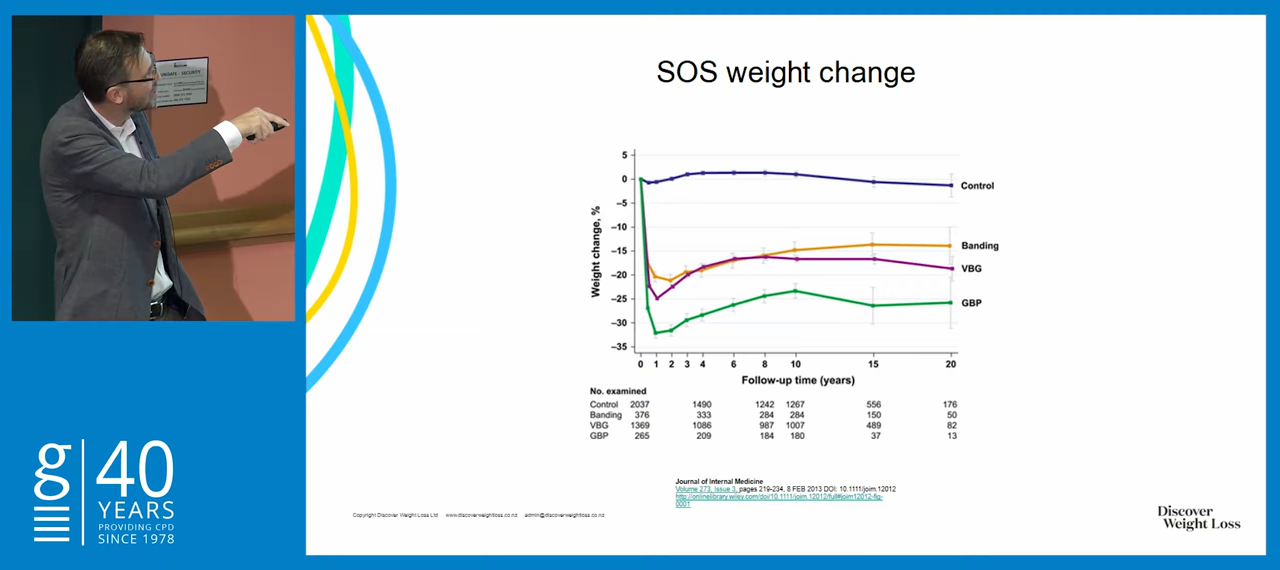 UNIGATE - SECURITY
SOS weight change
5
0
–5
–10
–15
–20
–25
–30
–35
Weight change, %
Control
Banding
VBG
GBP
0 1 2 3 4 6 8 10 15 20
Follow-up time (years)
No. examined
Control 2037 1490 1242 1267 556 176
Banding 376 333 284 284 150 50
VBG 1369 1086 987 1007 489 82
GBP 265 209 184 180 37 13
Journal of Internal Medicine
Volume 273, Issue 3, pages 219-234, 8 FEB 2013 DOI: 10.1111/joim.12012
http://onlinelibrary.wiley.com/doi/10.1111/joim.12012/full#joim12012-fig-
0001
Copyright Discover Weight Loss Ltd www.discoverweightloss.co.nz admin@discoverweightloss.co.nz
Discover
Weight Loss
g 40
YEARS
PROVIDING CPD
SINCE 1978